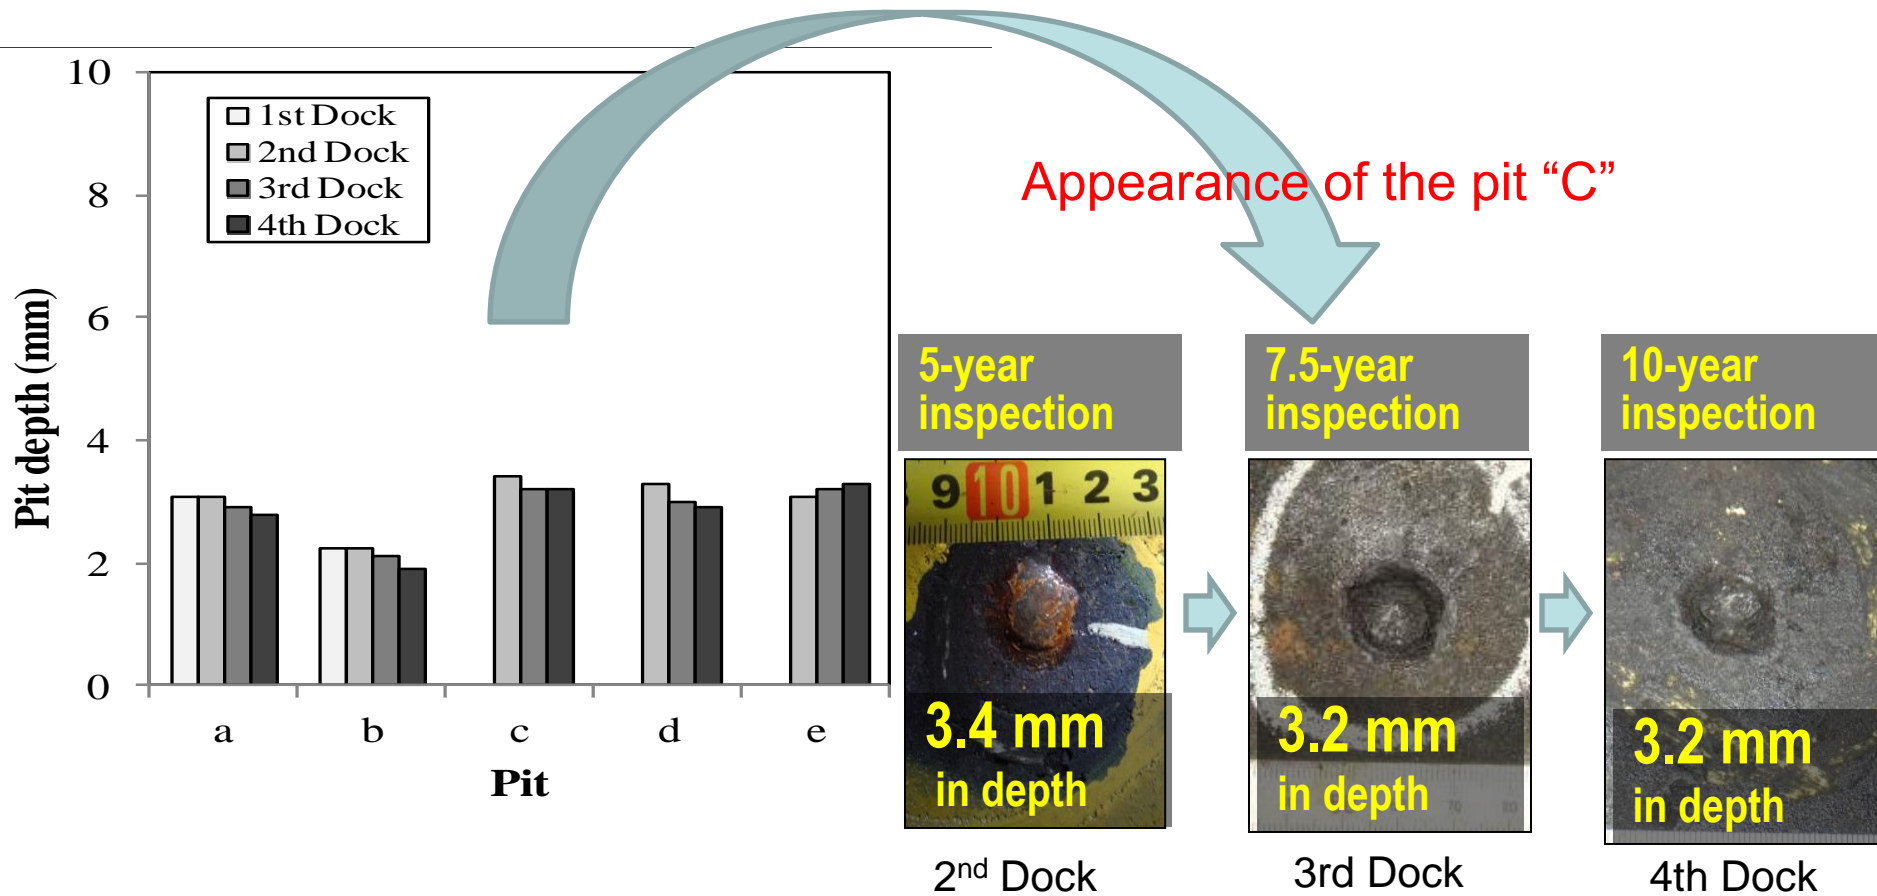 10
8
6
4
2
0
Pit depth (mm)
1st Dock
2nd Dock
3rd Dock
4th Dock
a b c d e
Pit
Appearance of the pit “C”
5-year
inspection
9 10 1 2 3
3.4 mm
in depth
2nd Dock
7.5-year
inspection
3.2 mm
in depth
70 80
3rd Dock
10-year
inspection
3.2 mm
in depth
4th Dock